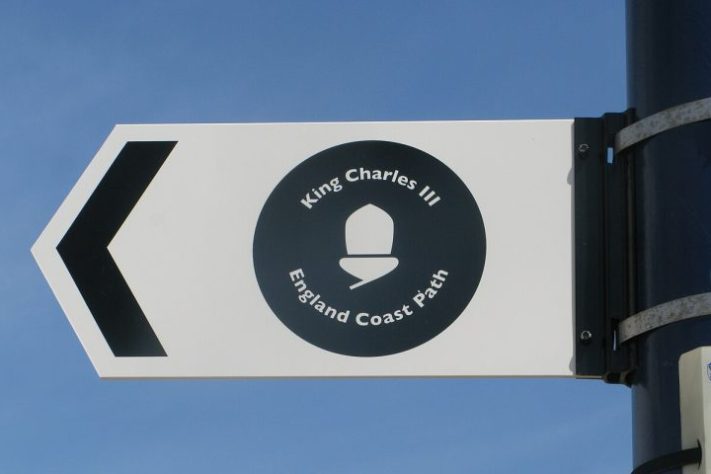 King Charles III
England Coast Path